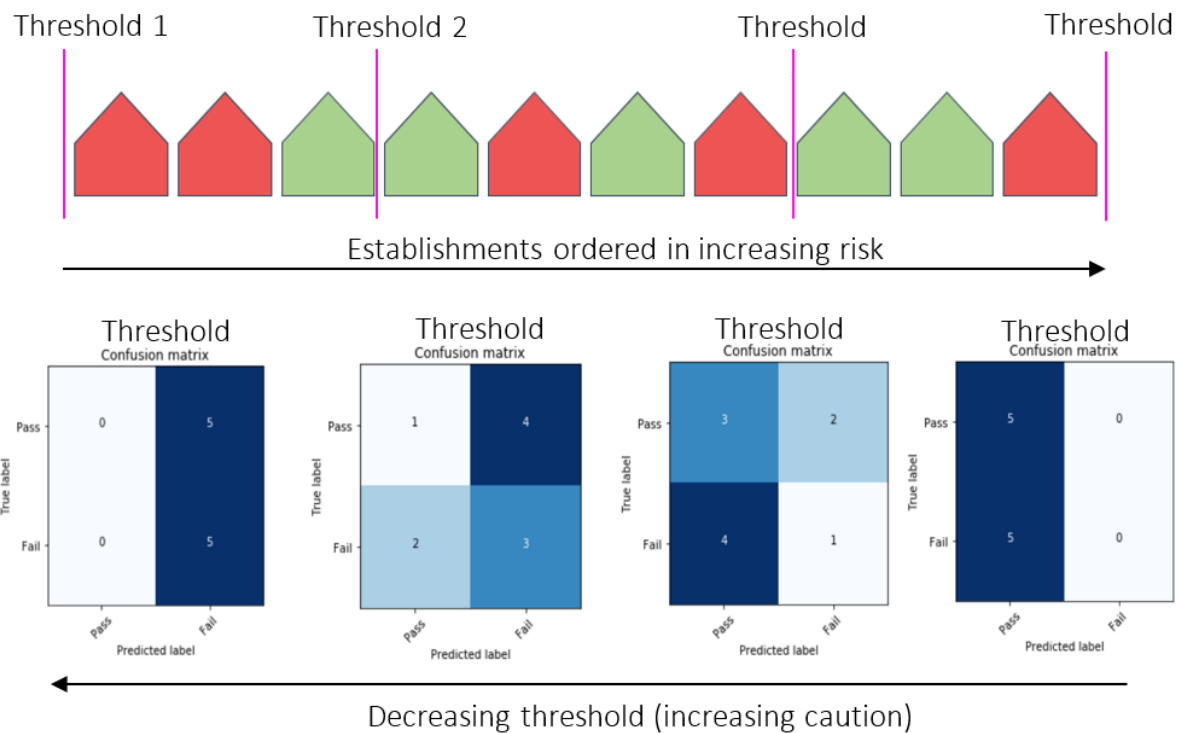 Threshold 1
Threshold 2
Threshold
Threshold
Establishments ordered in increasing risk
Threshold
Confusion matrix
Pass
0
5
Fail
0
5
True label
Pass
Fail
Predicted label
Threshold
Confusion matrix
Pass
1
4
Fail
2
3
True label
Pass
Fail
Predicted label
Threshold
Confusion matrix
Pass
3
2
Fail
4
1
True label
Pass
Fail
Predicted label
Threshold
Confusion matrix
Pass
5
0
Fail
5
0
True label
Pass
Fail
Predicted label
Decreasing threshold (increasing caution)